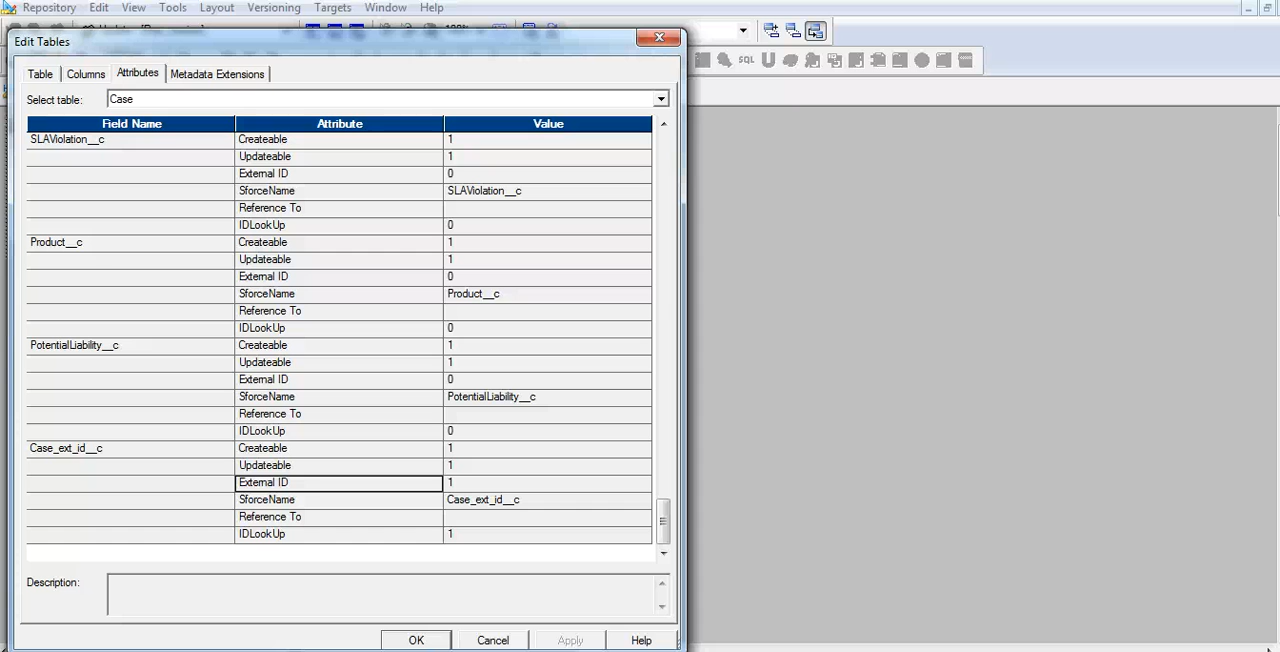 Repository Edit View Tools Layout Targets Versioning Window Help
Edit Tables
SQL
Table Columns Attributes Metadata Extensions
Select table: Case
Field Name Attribute Value
SLAViolation__c Createable 1
Updateable 1
External ID 0
SforceName SLAViolation__c
Reference To
IDLookUp 0
Product__c Createable 1
Updateable 1
External ID 0
SforceName Product__c
Reference To
IDLookUp 0
PotentialLiability__c Createable 1
Updateable 1
External ID 0
SforceName PotentialLiability__c
Reference To
IDLookUp 0
Case_ext_id__c Createable 1
Updateable 1
External ID 1
SforceName Case_ext_id__c
Reference To
IDLookUp 1
Description:
OK Cancel Apply Help